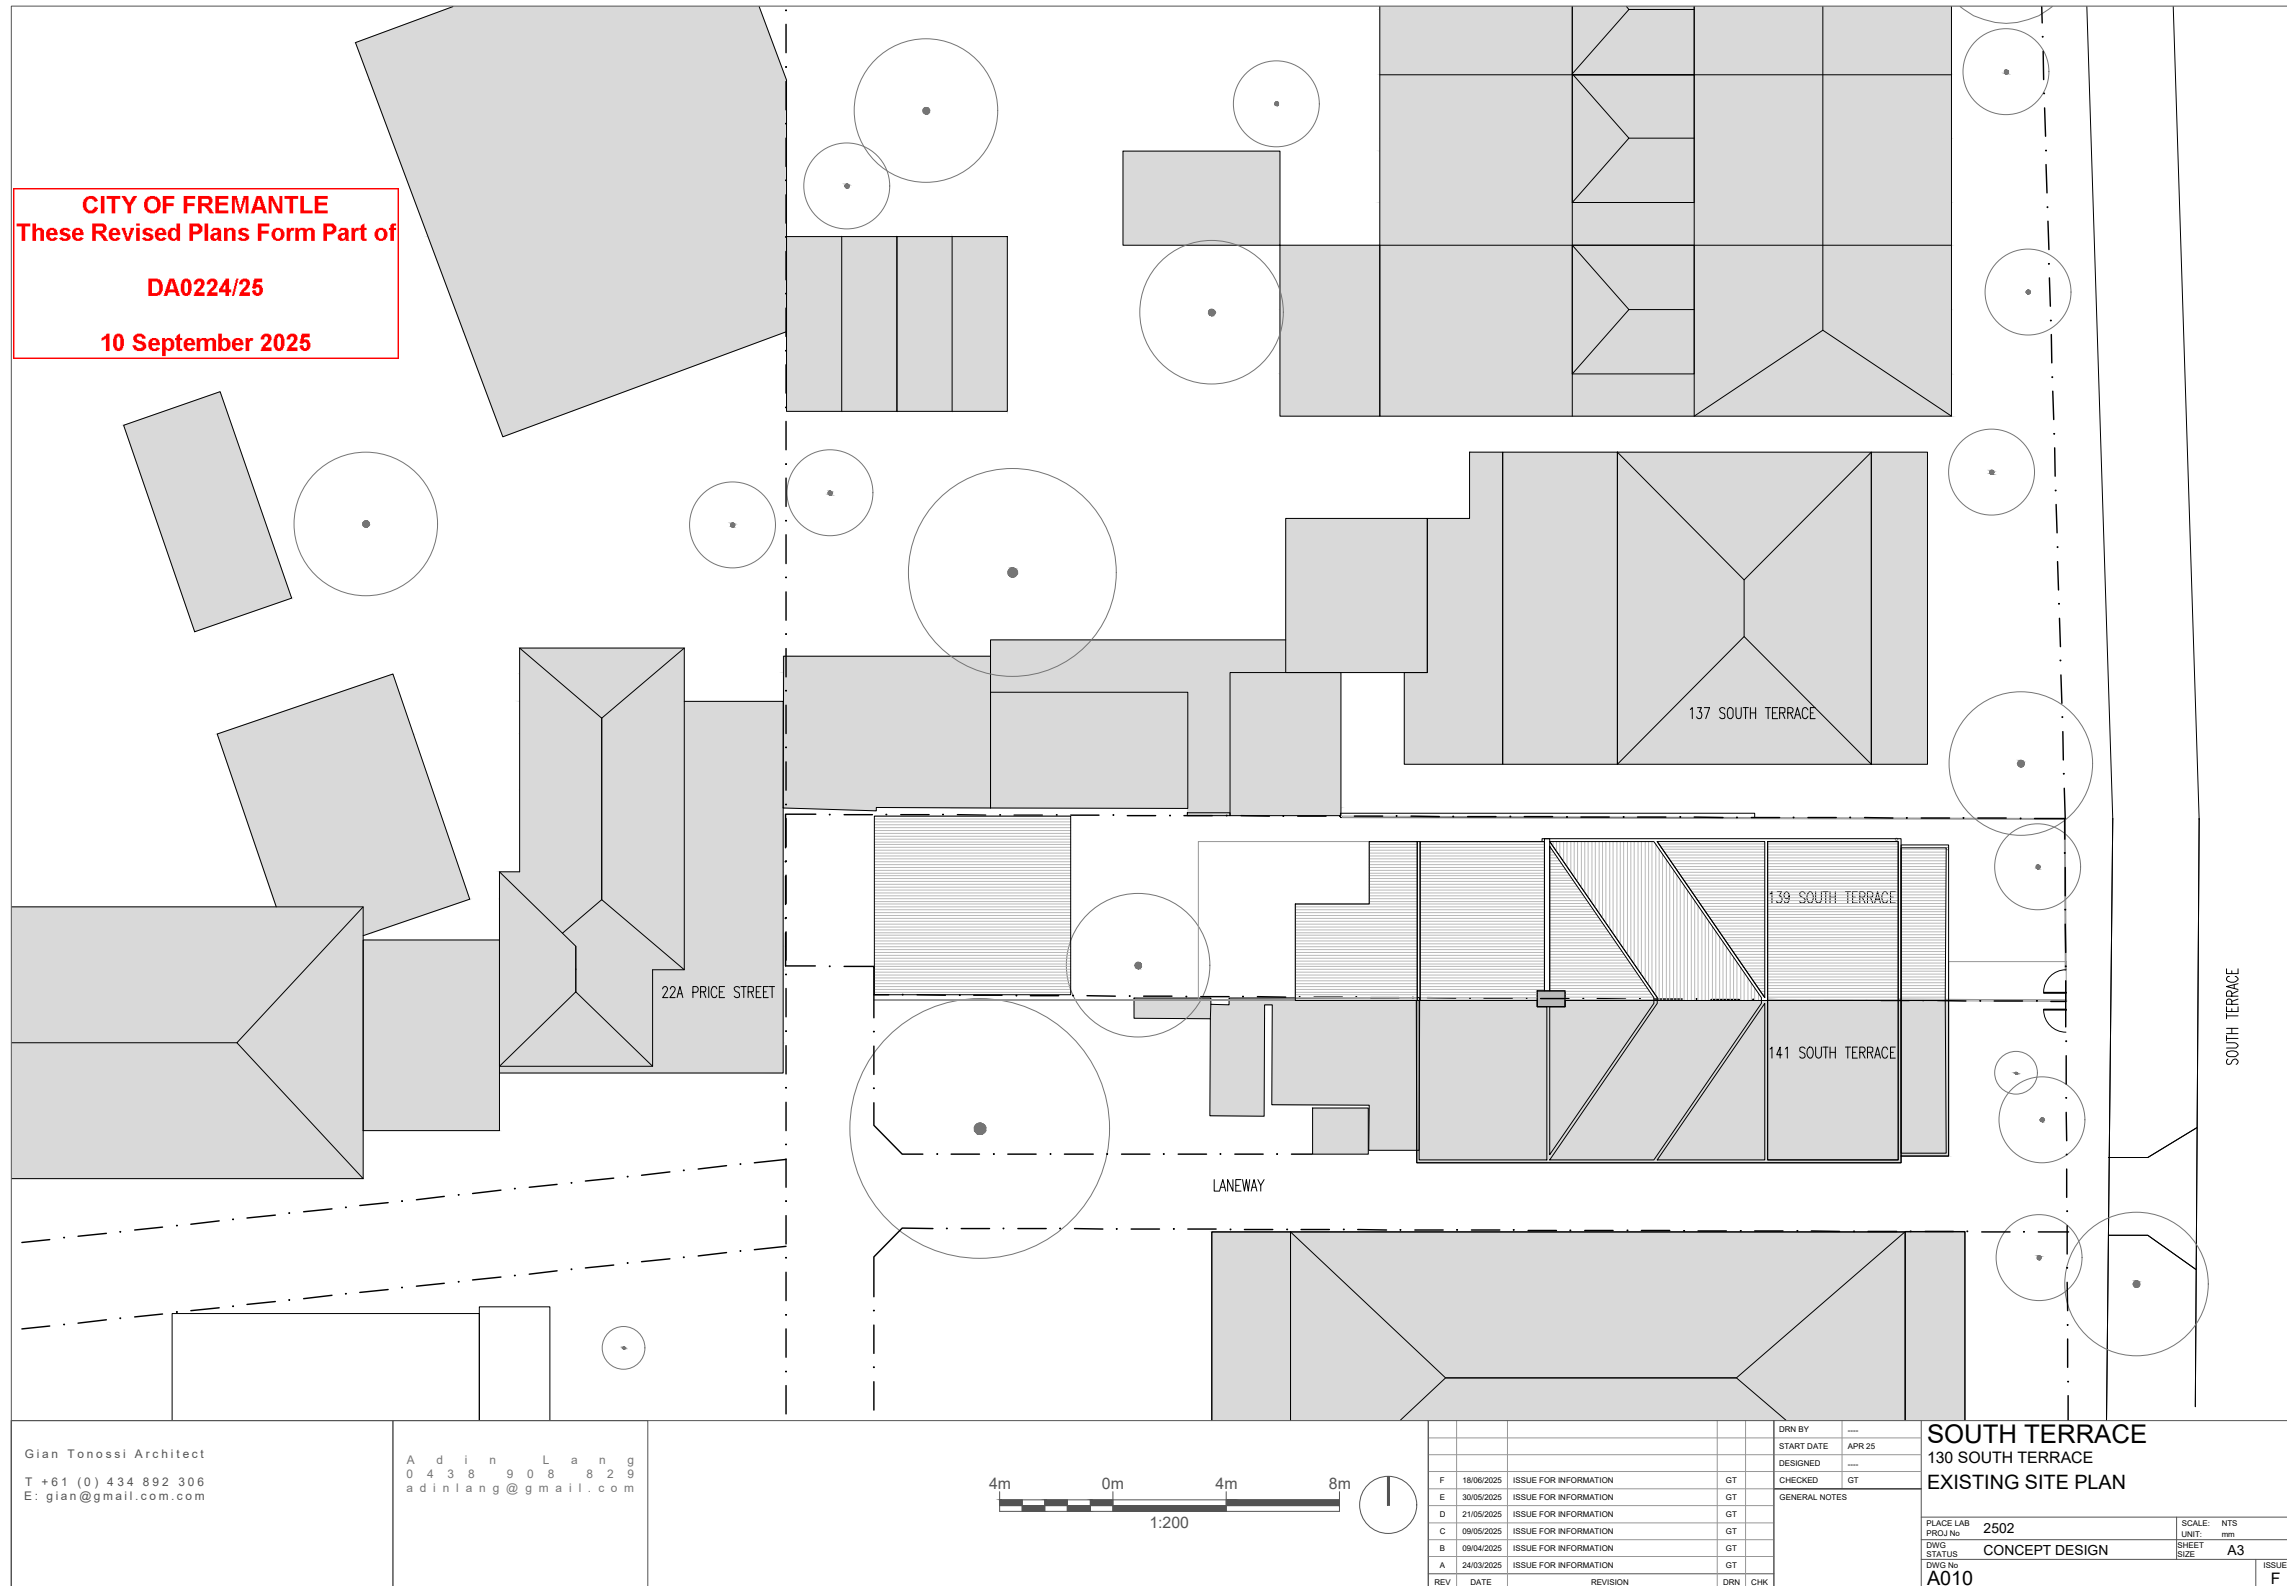 CITY OF FREMANTLE
These Revised Plans Form Part of
DA0224/25
10 September 2025
137 SOUTH TERRACE
139 SOUTH TERRACE
22A PRICE STREET
141 SOUTH TERRACE
SOUTH TERRACE
LANEWAY
Gian Tonossi Architect
T +61 (0) 434 892 306
E: gian@gmail.com.com
Adin Lang
0438 908 829
adinlang@gmail.com
4m 0m 4m 8m
1:200
F 18/06/2025 ISSUE FOR INFORMATION GT
E 30/05/2025 ISSUE FOR INFORMATION GT
D 21/05/2025 ISSUE FOR INFORMATION GT
C 09/05/2025 ISSUE FOR INFORMATION GT
B 09/04/2025 ISSUE FOR INFORMATION GT
A 24/03/2025 ISSUE FOR INFORMATION GT
REV DATE REVISION DRN CHK
DRN BY ----
START DATE APR 25
DESIGNED ----
CHECKED GT
GENERAL NOTES
SOUTH TERRACE
130 SOUTH TERRACE
EXISTING SITE PLAN
PLACE LAB PROJ No 2502
SCALE: NTS
UNIT: mm
DWG STATUS CONCEPT DESIGN
SHEET SIZE A3
DWG No A010
ISSUE F